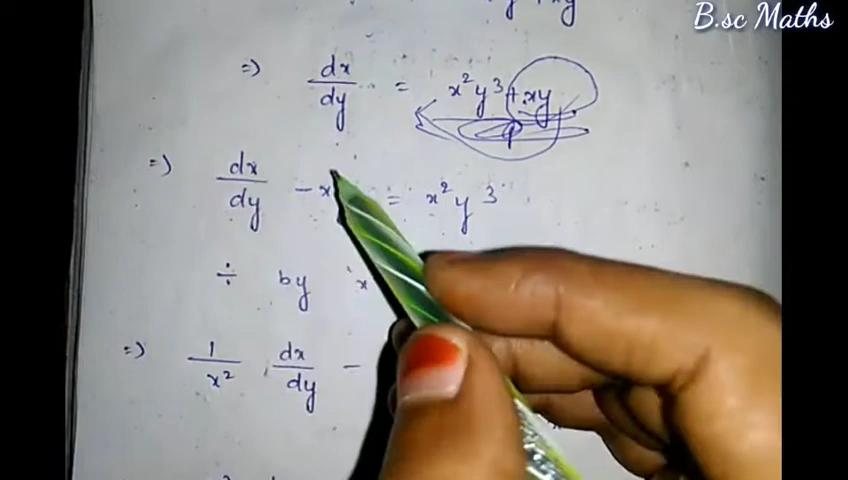 B.sc Maths
=) dx/dy = x²y³ + xy
=) dx/dy - x = x²y³
÷ by x
=) 1/x² dx/dy -